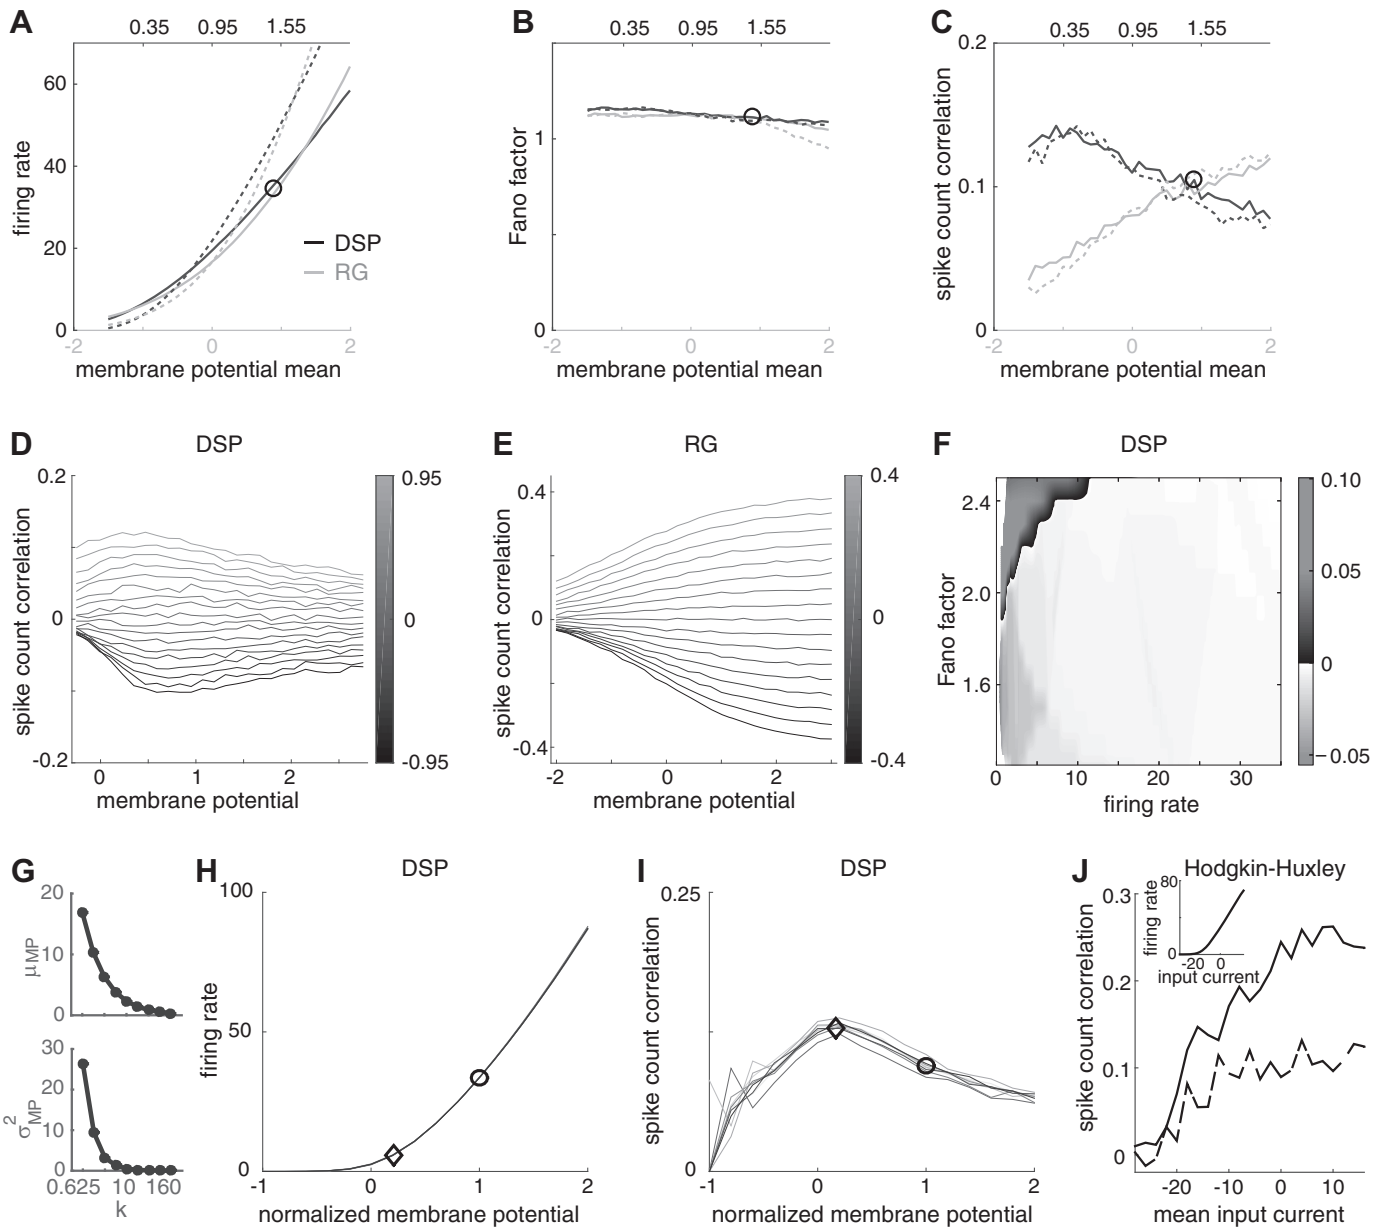 A
0.35 0.95 1.55
60
40
20
0
firing rate
DSP
RG
-2 0 2
membrane potential mean
B
0.35 0.95 1.55
1
0
Fano factor
-2 0 2
membrane potential mean
C
0.35 0.95 1.55
0.2
0.1
0
spike count correlation
-2 0 2
membrane potential mean
D
DSP
0.2
0
-0.2
spike count correlation
0 1 2
membrane potential
0.95
0
-0.95
E
RG
0.4
0
-0.4
spike count correlation
-2 0 2
membrane potential
0.4
0
-0.4
F
DSP
2.4
2.0
1.6
Fano factor
0 10 20 30
firing rate
0.10
0.05
0
-0.05
G
20
10
0
μMP
30
20
10
0
σ²MP
0.625 10 160
k
H
DSP
100
50
0
firing rate
-1 0 1 2
normalized membrane potential
I
DSP
0.25
0
spike count correlation
-1 0 1 2
normalized membrane potential
J
Hodgkin-Huxley
0.3
0.2
0.1
0
spike count correlation
80
0
firing rate
-20 0
input current
-20 -10 0 10
mean input current